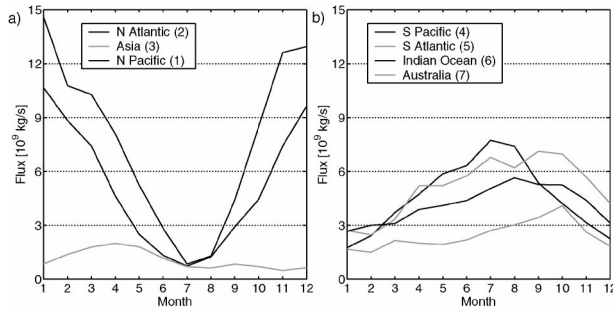 a)
15
12
9
6
3
0
Flux [10⁹ kg/s]
N Atlantic (2)
Asia (3)
N Pacific (1)
1 2 3 4 5 6 7 8 9 10 11 12
Month
b)
15
12
9
6
3
0
Flux [10⁹ kg/s]
S Pacific (4)
S Atlantic (5)
Indian Ocean (6)
Australia (7)
1 2 3 4 5 6 7 8 9 10 11 12
Month